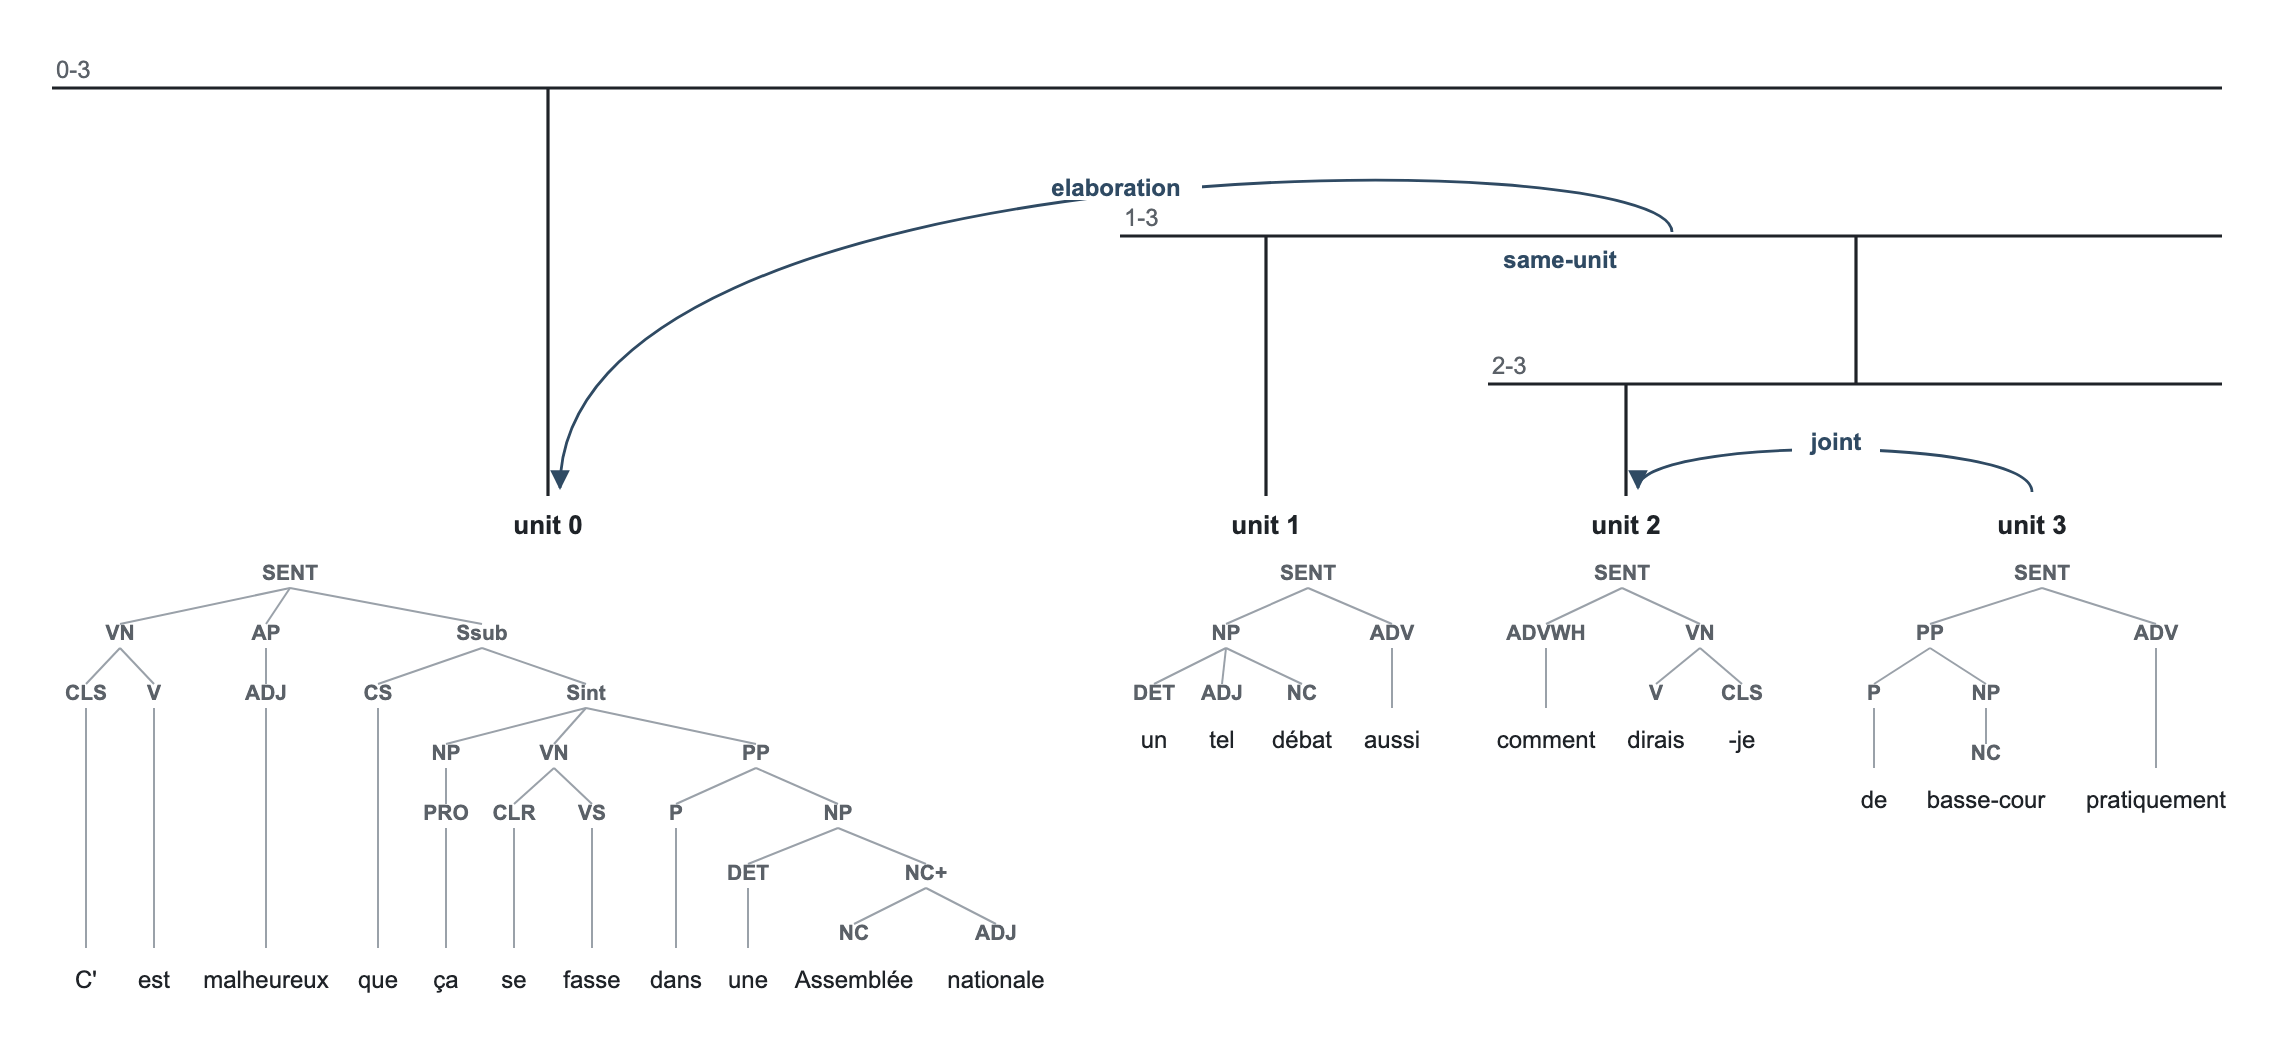 0-3
elaboration
1-3
same-unit
2-3
joint
unit 0 unit 1 unit 2 unit 3
SENT SENT SENT SENT
VN AP Ssub NP ADV ADVWH VN PP ADV
CLS V ADJ CS Sint DET ADJ NC V CLS P NP
un tel débat aussi comment dirais -je
NP VN PP NC
de basse-cour pratiquement
PRO CLR VS P NP
DET NC+
NC ADJ
C' est malheureux que ça se fasse dans une Assemblée nationale